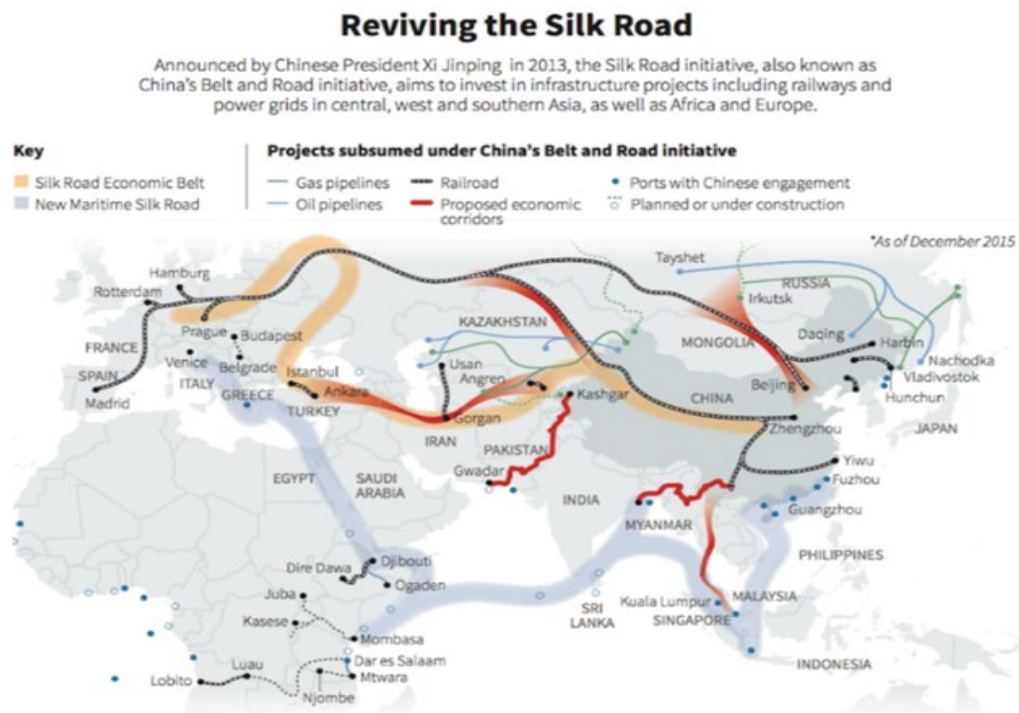 Reviving the Silk Road
Announced by Chinese President Xi Jinping in 2013, the Silk Road initiative, also known as
China's Belt and Road initiative, aims to invest in infrastructure projects including railways and
power grids in central, west and southern Asia, as well as Africa and Europe.
Key
Silk Road Economic Belt
New Maritime Silk Road
Projects subsumed under China's Belt and Road initiative
Gas pipelines
Railroad
Ports with Chinese engagement
Oil pipelines
Proposed economic
corridors
Planned or under construction
*As of December 2015
Tayshet
Hamburg
Rotterdam
RUSSIA
Irkutsk
Prague
Budapest
KAZAKHSTAN
MONGOLIA
Daqing
Harbin
FRANCE
Venice
Belgrade
Usan
Nachodka
SPAIN
ITALY
Istanbul
Angren
Beijing
Vladivostok
Madrid
GREECE
Ankara
Kashgar
CHINA
Hunchun
TURKEY
Gorgan
Zhengzhou
JAPAN
IRAN
PAKISTAN
Yiwu
EGYPT
SAUDI
ARABIA
Gwadar
INDIA
Fuzhou
Guangzhou
MYANMAR
PHILIPPINES
Dire Dawa
Djibouti
Ogaden
Juba
SRI
LANKA
Kuala Lumpur
MALAYSIA
SINGAPORE
Kasese
Mombasa
Luau
Dar es Salaam
INDONESIA
Lobito
Mtwara
Njombe